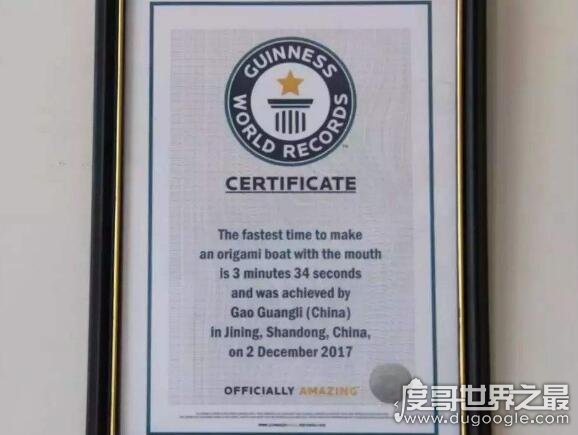 GUINNESS
WORLD RECORDS
TM
CERTIFICATE
The fastest time to make
an origami boat with the mouth
is 3 minutes 34 seconds
and was achieved by
Gao Guangli (China)
in Jining, Shandong, China,
on 2 December 2017
OFFICIALLY AMAZING
度哥世界之最
www.dugoogle.com